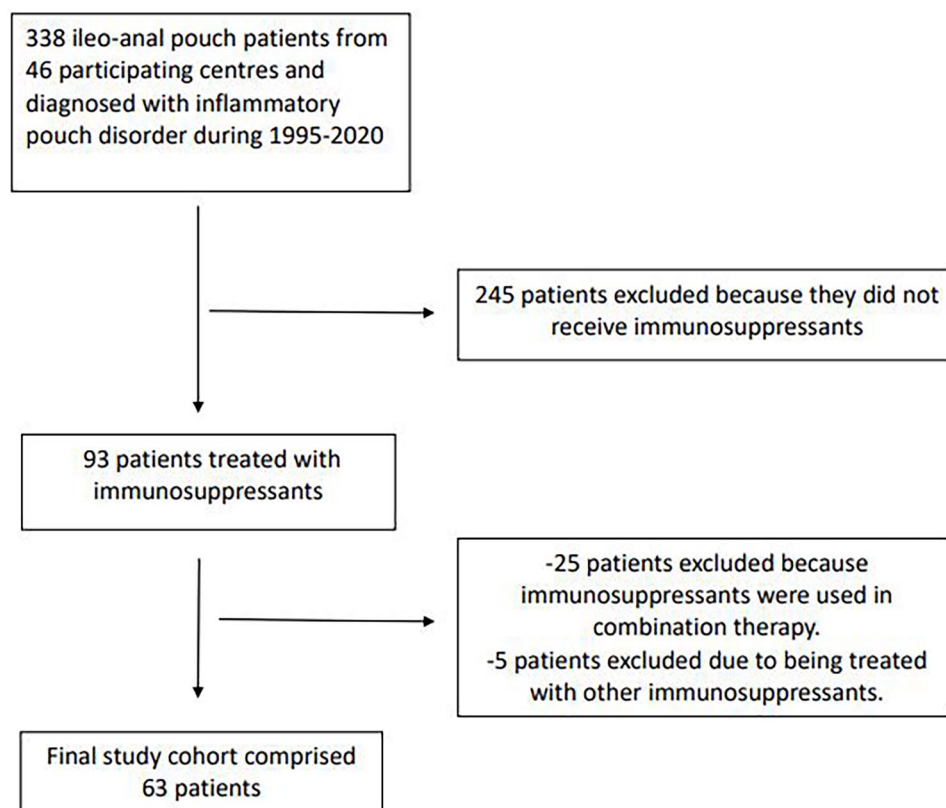 338 ileo-anal pouch patients from
46 participating centres and
diagnosed with inflammatory
pouch disorder during 1995-2020
245 patients excluded because they did not
receive immunosuppressants
93 patients treated with
immunosuppressants
-25 patients excluded because
immunosuppressants were used in
combination therapy.
-5 patients excluded due to being treated
with other immunosuppressants.
Final study cohort comprised
63 patients